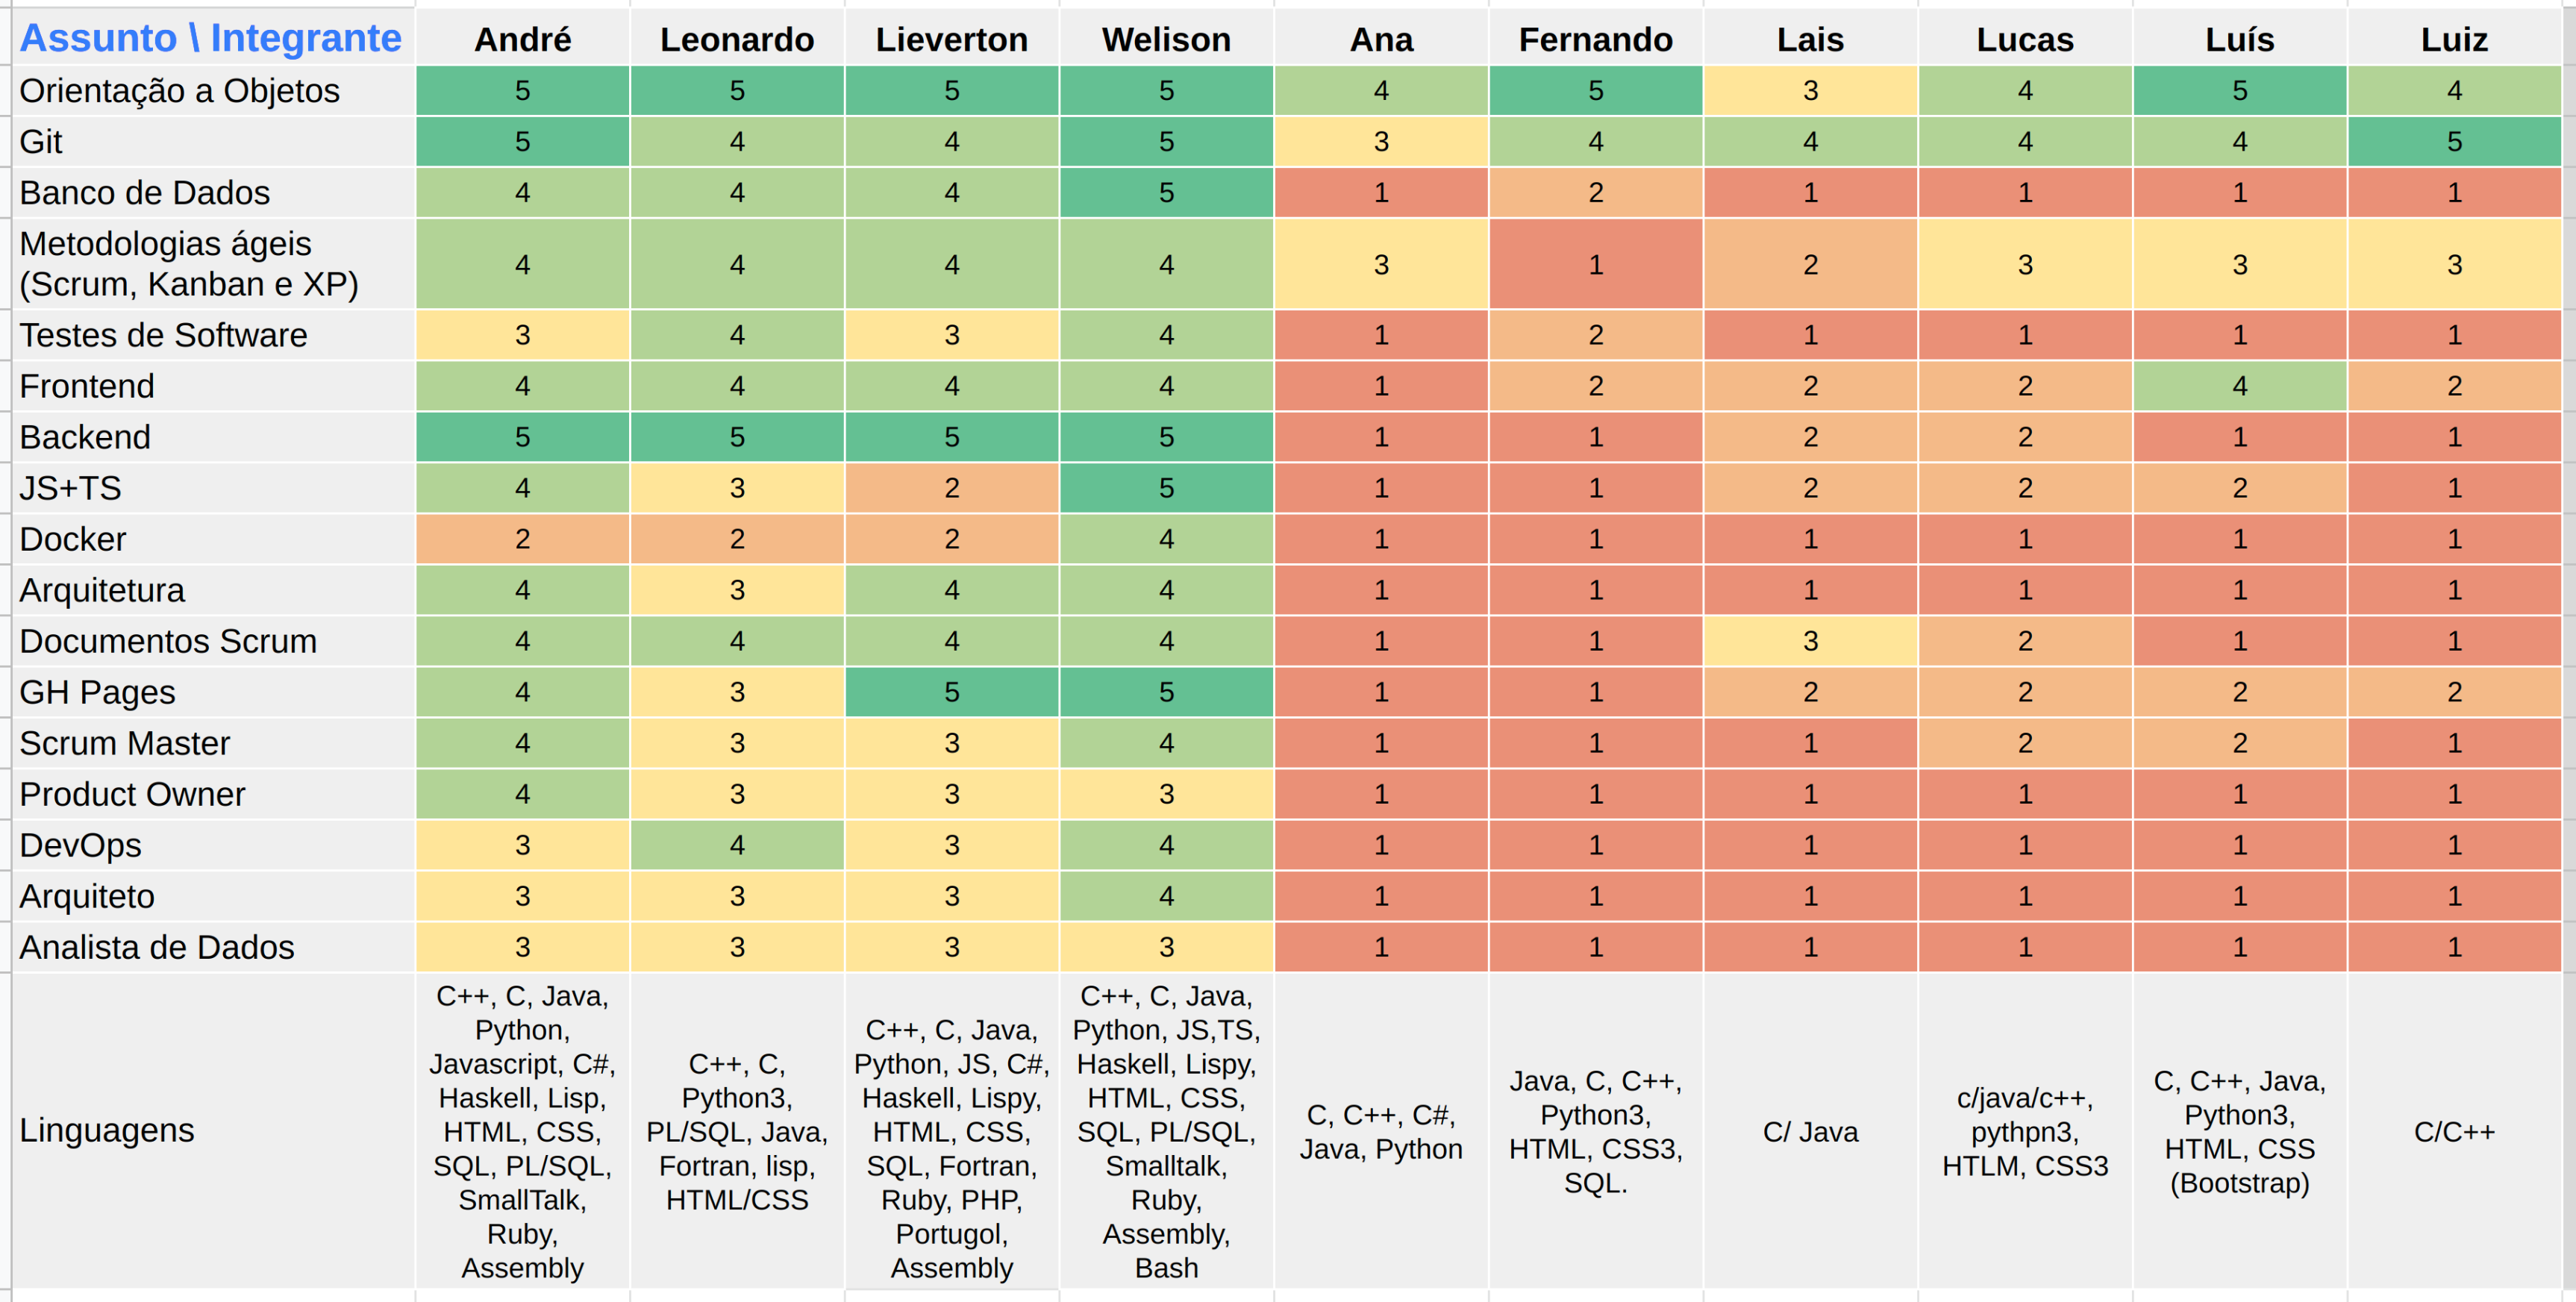 Assunto \ Integrante André Leonardo Lieverton Welison Ana Fernando Lais Lucas Luís Luiz
Orientação a Objetos 5 5 5 5 4 5 3 4 5 4
Git 5 4 4 5 3 4 4 4 4 5
Banco de Dados 4 4 4 5 1 2 1 1 1 1
Metodologias ágeis
(Scrum, Kanban e XP) 4 4 4 4 3 1 2 3 3 3
Testes de Software 3 4 3 4 1 2 1 1 1 1
Frontend 4 4 4 4 1 2 2 2 4 2
Backend 5 5 5 5 1 1 2 2 1 1
JS+TS 4 3 2 5 1 1 2 2 2 1
Docker 2 2 2 4 1 1 1 1 1 1
Arquitetura 4 3 4 4 1 1 1 1 1 1
Documentos Scrum 4 4 4 4 1 1 3 2 1 1
GH Pages 4 3 5 5 1 1 2 2 2 2
Scrum Master 4 3 3 4 1 1 1 2 2 1
Product Owner 4 3 3 3 1 1 1 1 1 1
DevOps 3 4 3 4 1 1 1 1 1 1
Arquiteto 3 3 3 4 1 1 1 1 1 1
Analista de Dados 3 3 3 3 1 1 1 1 1 1
Linguagens
C++, C, Java,
Python,
Javascript, C#,
Haskell, Lisp,
HTML, CSS,
SQL, PL/SQL,
SmallTalk,
Ruby,
Assembly
C++, C,
Python3,
PL/SQL, Java,
Fortran, lisp,
HTML/CSS
C++, C, Java,
Python, JS, C#,
Haskell, Lispy,
HTML, CSS,
SQL, Fortran,
Ruby, PHP,
Portugol,
Assembly
C++, C, Java,
Python, JS,TS,
Haskell, Lispy,
HTML, CSS,
SQL, PL/SQL,
Smalltalk,
Ruby,
Assembly,
Bash
C, C++, C#,
Java, Python
Java, C, C++,
Python3,
HTML, CSS3,
SQL.
C/ Java
c/java/c++,
pythpn3,
HTLM, CSS3
C, C++, Java,
Python3,
HTML, CSS
(Bootstrap)
C/C++